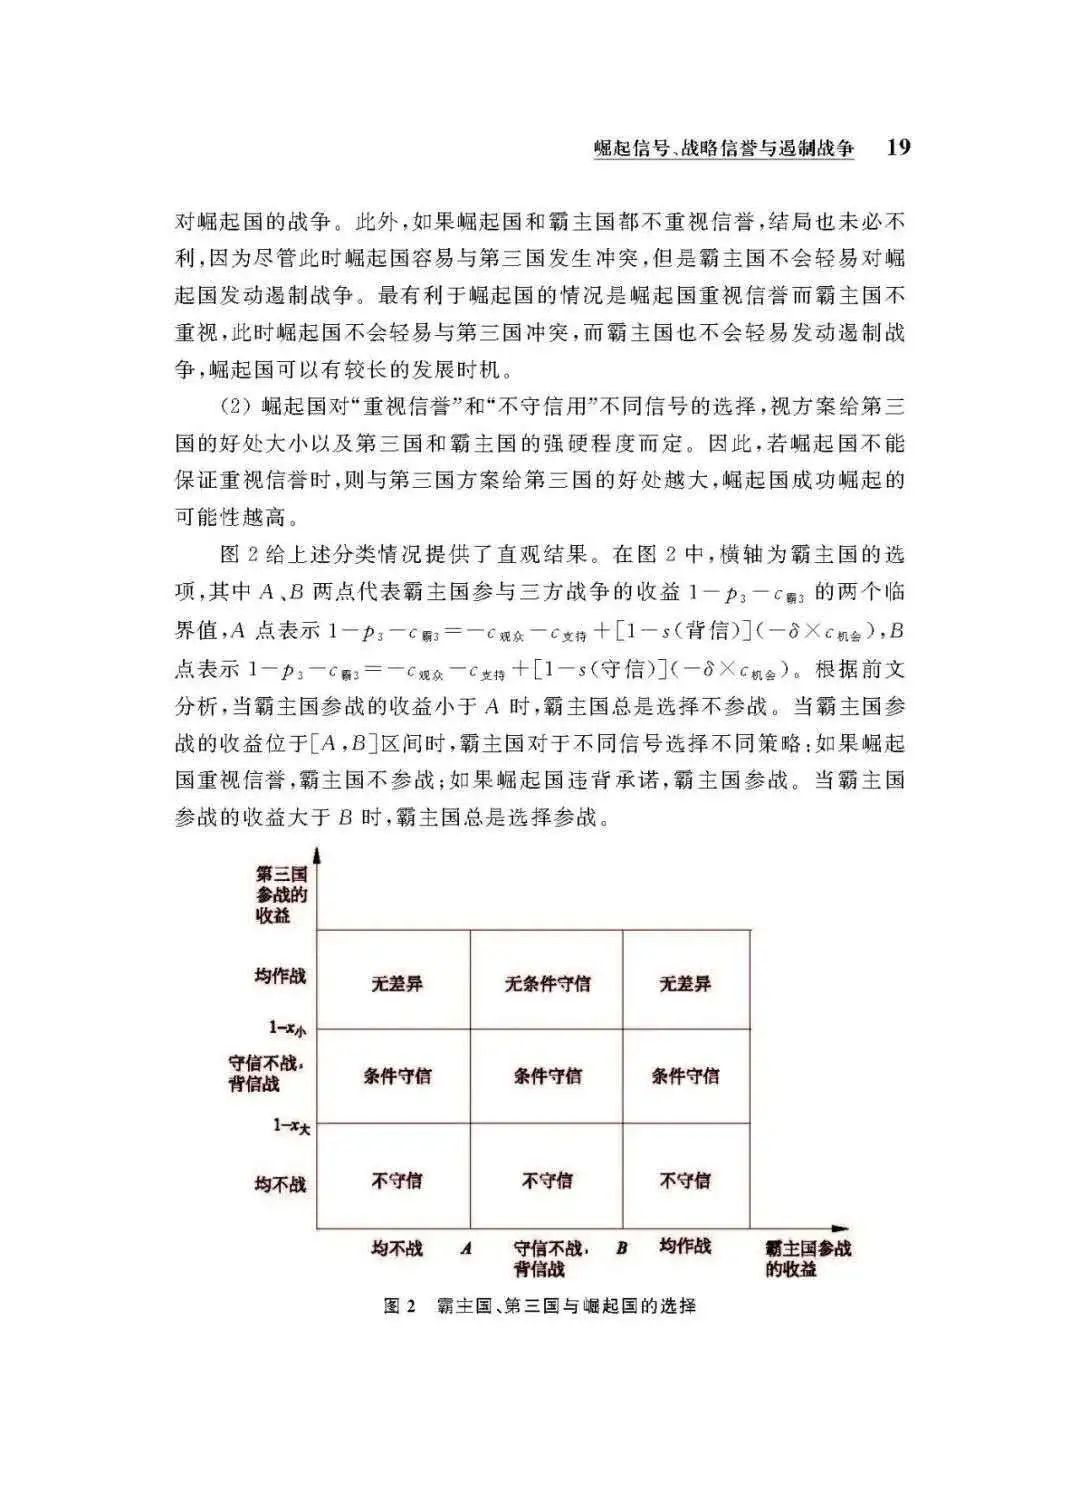 崛起信号、战略信誉与遏制战争 19
对崛起国的战争。此外,如果崛起国和霸主国都不重视信誉,结局也未必不
利,因为尽管此时崛起国容易与第三国发生冲突,但是霸主国不会轻易对崛
起国发动遏制战争。最有利于崛起国的情况是崛起国重视信誉而霸主国不
重视,此时崛起国不会轻易与第三国冲突,而霸主国也不会轻易发动遏制战
争,崛起国可以有较长的发展时机。
(2) 崛起国对“重视信誉”和“不守信用”不同信号的选择,视方案给第三
国的好处大小以及第三国和霸主国的强硬程度而定。因此,若崛起国不能
保证重视信誉时,则与第三国方案给第三国的好处越大,崛起国成功崛起的
可能性越高。
图 2 给上述分类情况提供了直观结果。在图 2 中,横轴为霸主国的选
项,其中 A、B 两点代表霸主国参与三方战争的收益 1-p₃-c霸₃ 的两个临
界值,A 点表示 1-p₃-c霸₃=-c观众-c支持+[1-s(背信)](-δ×c机会),B
点表示 1-p₃-c霸₃=-c观众-c支持+[1-s(守信)](-δ×c机会)。根据前文
分析,当霸主国参战的收益小于 A 时,霸主国总是选择不参战。当霸主国参
战的收益位于[A,B]区间时,霸主国对于不同信号选择不同策略:如果崛起
国重视信誉,霸主国不参战;如果崛起国违背承诺,霸主国参战。当霸主国
参战的收益大于 B 时,霸主国总是选择参战。
第三国
参战的
收益
均作战 无差异 无条件守信 无差异
1-x小
守信不战,
背信战
条件守信 条件守信 条件守信
1-x大
均不战 不守信 不守信 不守信
均不战 A 守信不战, B 均作战 霸主国参战
背信战 的收益
图 2 霸主国、第三国与崛起国的选择